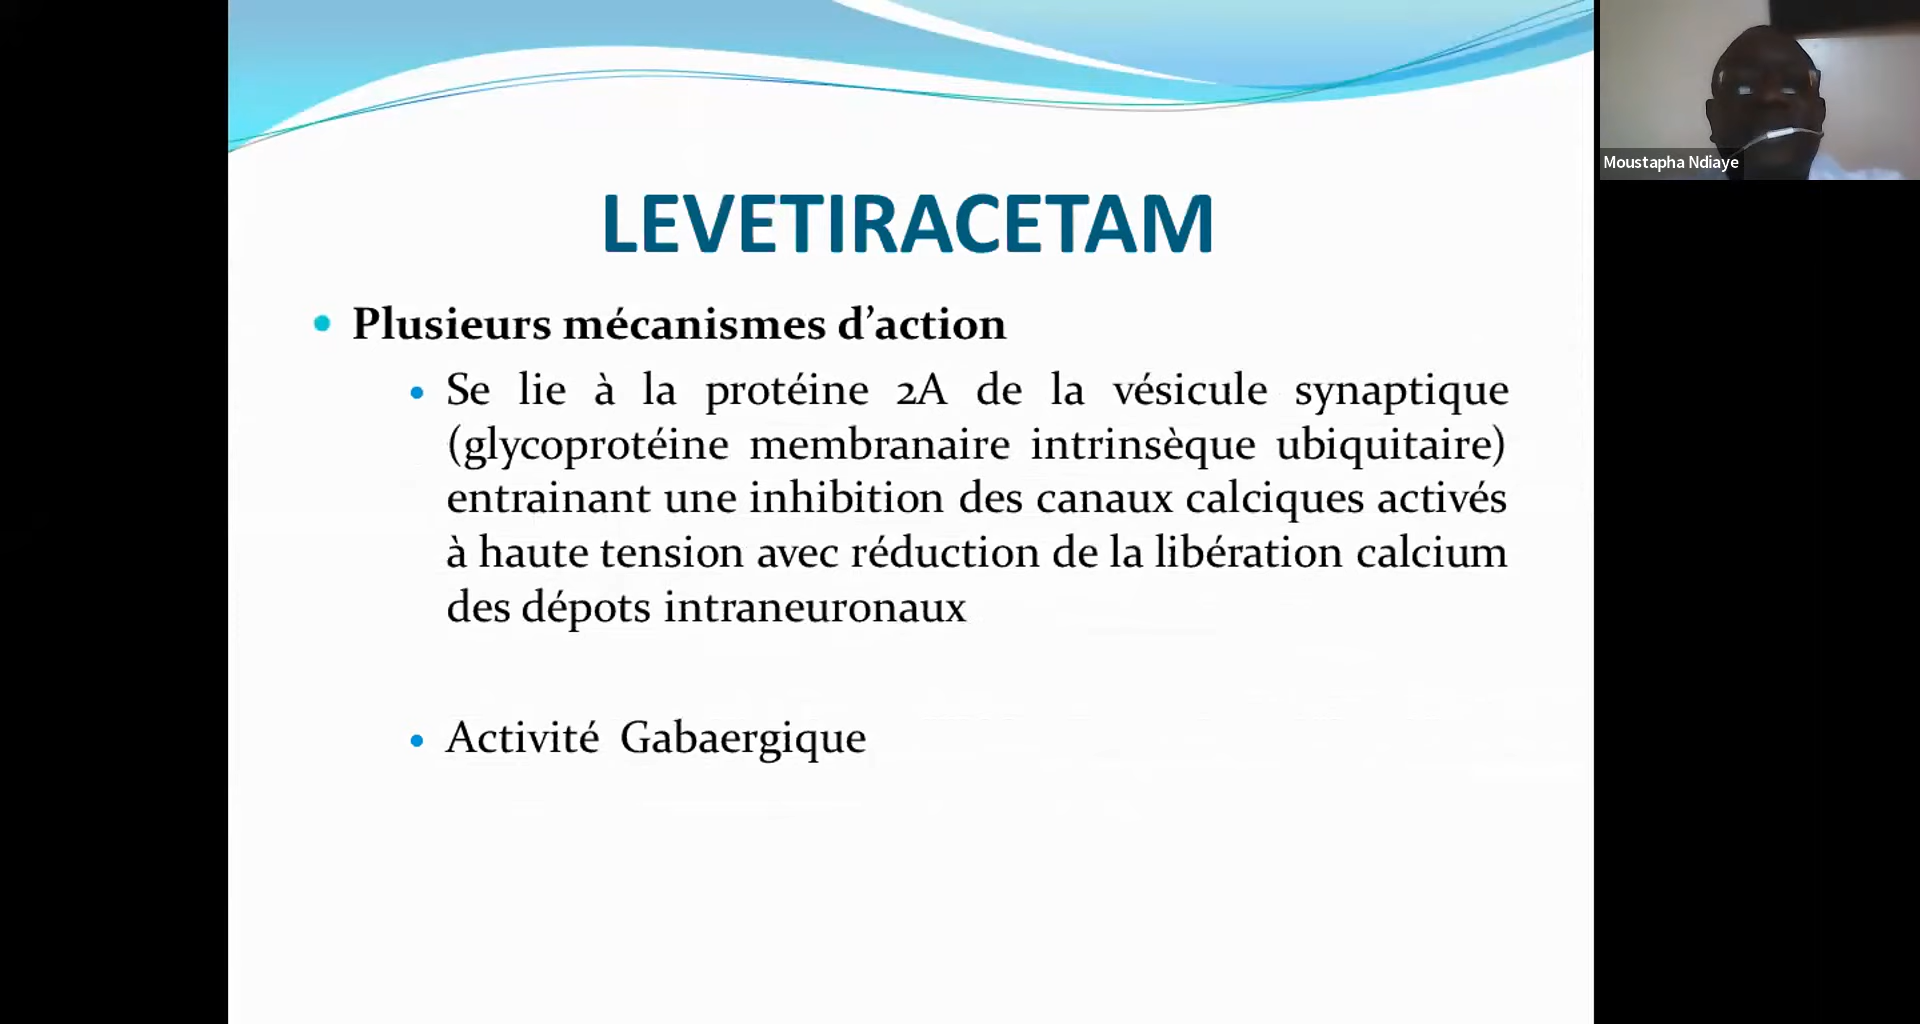 LEVETIRACETAM
• Plusieurs mécanismes d’action
• Se lie à la protéine 2A de la vésicule synaptique
(glycoprotéine membranaire intrinsèque ubiquitaire)
entrainant une inhibition des canaux calciques activés
à haute tension avec réduction de la libération calcium
des dépots intraneuronaux
• Activité Gabaergique
Moustapha Ndiaye